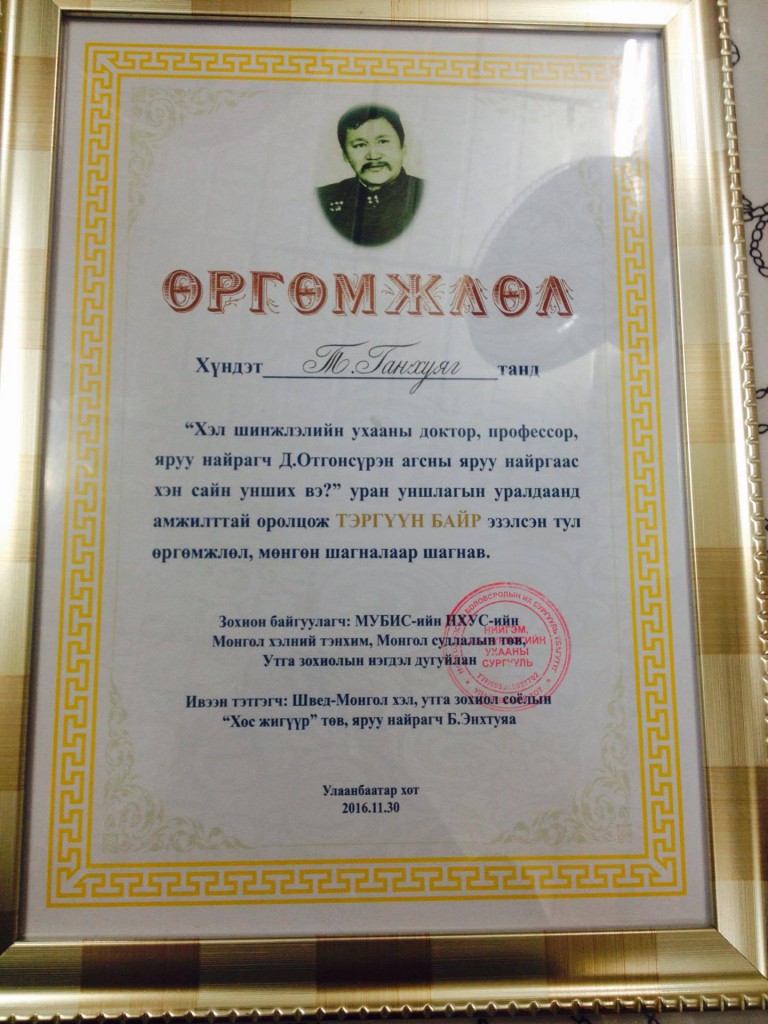 ӨРГӨМЖЛӨЛ
Хүндэт Т.Ганхуяг танд
“Хэл шинжлэлийн ухааны доктор, профессор,
яруу найрагч Д.Отгонсүрэн агсны яруу найргаас
хэн сайн унших вэ?” уран уншлагын уралдаанд
амжилттай оролцож ТЭРГҮҮН БАЙР эзэлсэн тул
өргөмжлөл, мөнгөн шагналаар шагнав.
Зохион байгуулагч: МУБИС-ийн НХУС-ийн
Монгол хэлний тэнхим, Монгол судлалын төв,
Утга зохиолын нэгдэл дугуйлан
НИЙГЭМ,
УХААНЫ
СУРГУУЛЬ
Ивээн тэтгэгч: Швед-Монгол хэл, утга зохиол соёлын
“Хос жигүүр” төв, яруу найрагч Б.Энхтуяа
Улаанбаатар хот
2016.11.30